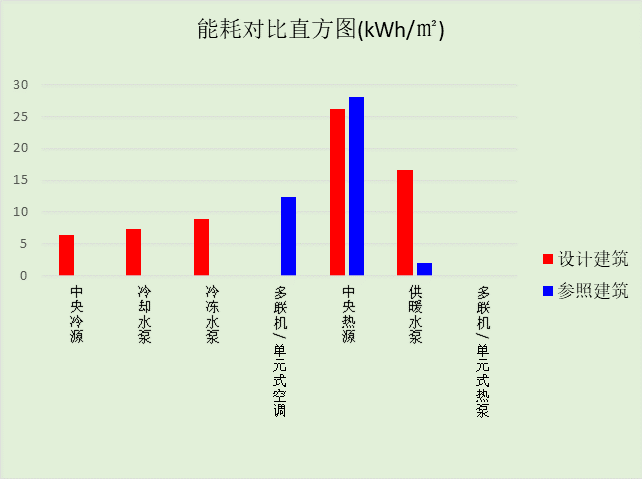 能耗对比直方图(kWh/㎡)
30
25
20
15
10
5
0
中央冷源
冷却水泵
冷冻水泵
多联机/单元式空调
中央热源
供暖水泵
多联机/单元式热泵
设计建筑
参照建筑